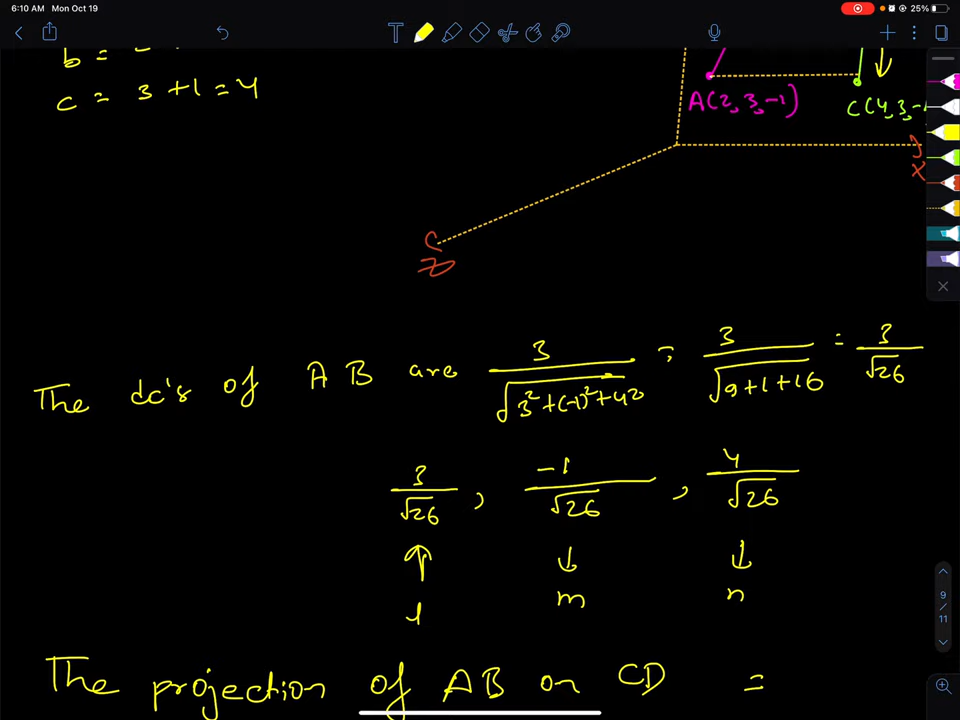 6:10 AM Mon Oct 19
25%
b =
c = 3 + 1 = 4
A(2, 3, -1)
C(4, 3, -
X
Z
The dc's of AB are 3/√(3²+(-1)²+4²) = 3/√(9+1+16) = 3/√26
3/√26 , -1/√26 , 4/√26
↑ ↓ ↓
l m n
The projection of AB on CD =
9
/
11